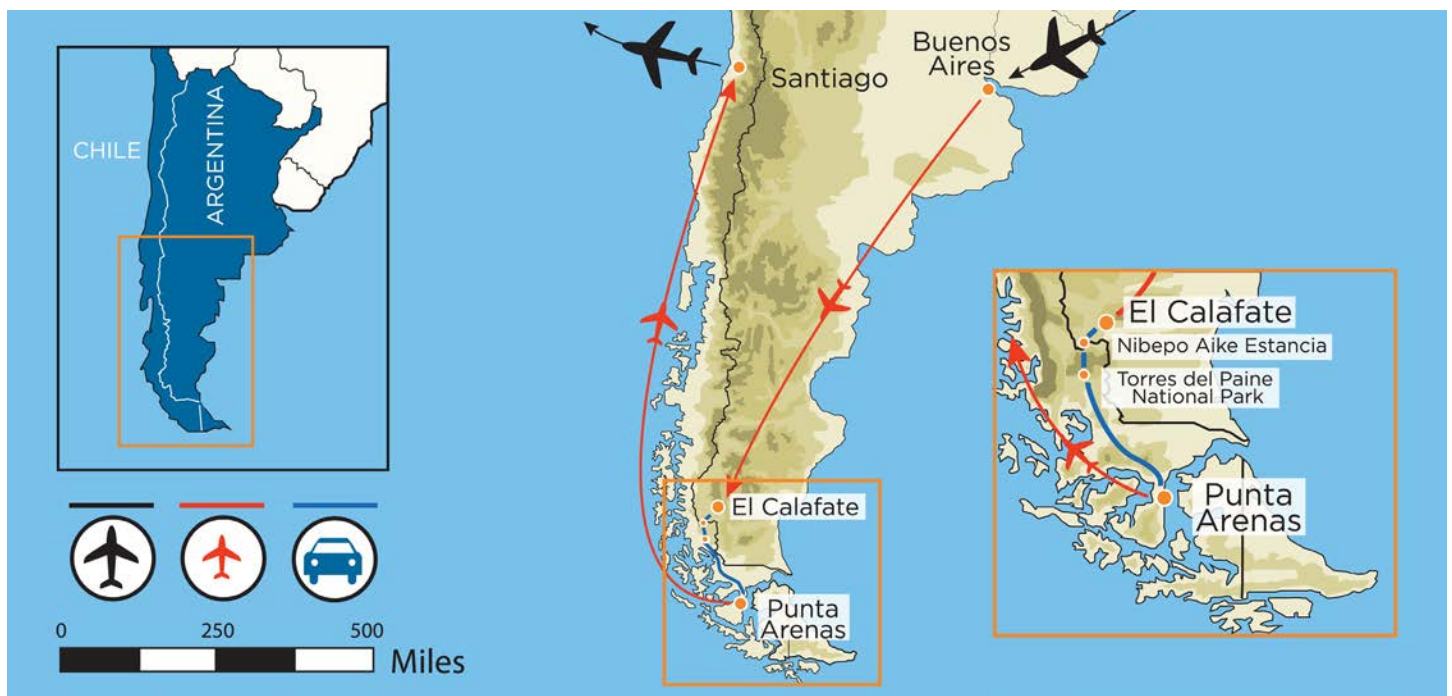 CHILE
ARGENTINA
0 250 500
Miles
Santiago
Buenos
Aires
El Calafate
Punta
Arenas
El Calafate
Nibepo Aike Estancia
Torres del Paine
National Park
Punta
Arenas